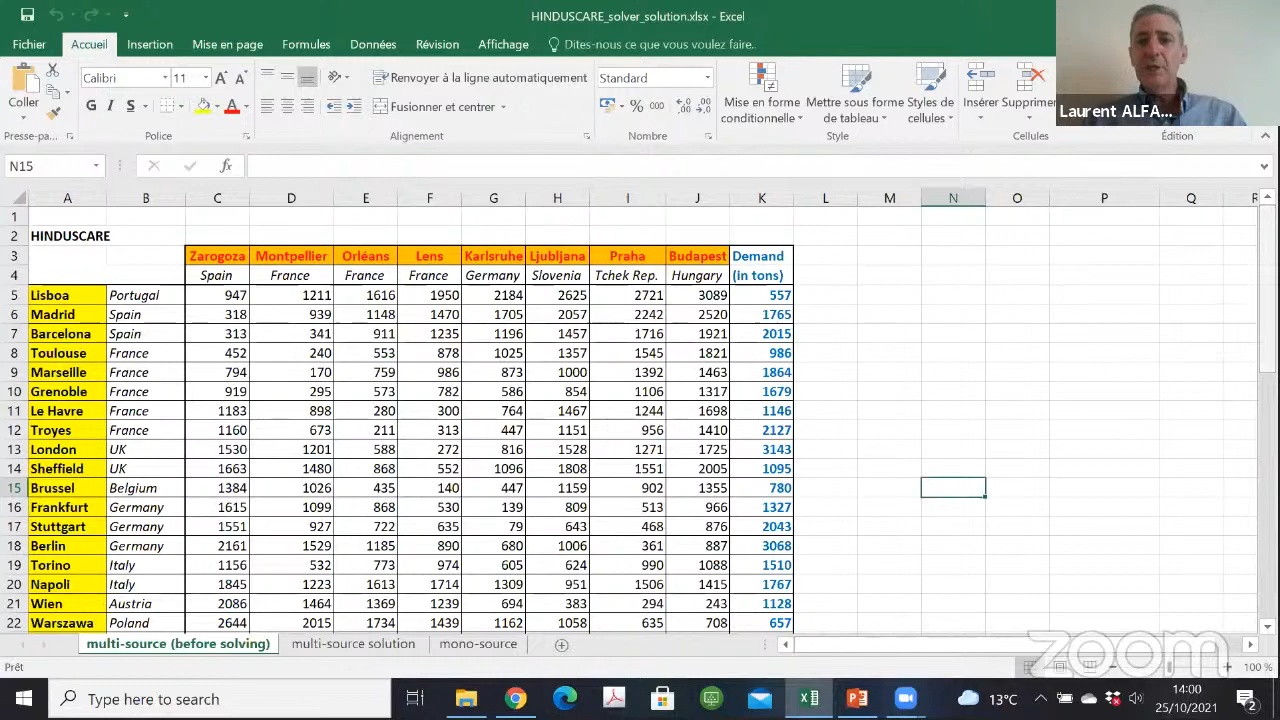 HINDUSCARE_solver_solution.xlsx - Excel
Fichier Accueil Insertion Mise en page Formules Données Révision Affichage Dites-nous ce que vous voulez faire...
Coller
Calibri 11 A A
Renvoyer à la ligne automatiquement
Standard
G I S
Fusionner et centrer
% 000
Mise en forme conditionnelle
Mettre sous forme de tableau
Styles de cellules
Insérer
Supprimer
Laurent ALFA...
Presse-pa... Police Alignement Nombre Style Cellules Édition
N15 fx
A B C D E F G H I J K L M N O P Q R
1
2 HINDUSCARE
3 Zarogoza Montpellier Orléans Lens Karlsruhe Ljubljana Praha Budapest Demand
4 Spain France France France Germany Slovenia Tchek Rep. Hungary (in tons)
5 Lisboa Portugal 947 1211 1616 1950 2184 2625 2721 3089 557
6 Madrid Spain 318 939 1148 1470 1705 2057 2242 2520 1765
7 Barcelona Spain 313 341 911 1235 1196 1457 1716 1921 2015
8 Toulouse France 452 240 553 878 1025 1357 1545 1821 986
9 Marseille France 794 170 759 986 873 1000 1392 1463 1864
10 Grenoble France 919 295 573 782 586 854 1106 1317 1679
11 Le Havre France 1183 898 280 300 764 1467 1244 1698 1146
12 Troyes France 1160 673 211 313 447 1151 956 1410 2127
13 London UK 1530 1201 588 272 816 1528 1271 1725 3143
14 Sheffield UK 1663 1480 868 552 1096 1808 1551 2005 1095
15 Brussel Belgium 1384 1026 435 140 447 1159 902 1355 780
16 Frankfurt Germany 1615 1099 868 530 139 809 513 966 1327
17 Stuttgart Germany 1551 927 722 635 79 643 468 876 2043
18 Berlin Germany 2161 1529 1185 890 680 1006 361 887 3068
19 Torino Italy 1156 532 773 974 605 624 990 1088 1510
20 Napoli Italy 1845 1223 1613 1714 1309 951 1506 1415 1767
21 Wien Austria 2086 1464 1369 1239 694 383 294 243 1128
22 Warszawa Poland 2644 2015 1734 1439 1162 1058 635 708 657
multi-source (before solving) multi-source solution mono-source
zoom
Prêt 100 %
Type here to search
13°C
14:00
25/10/2021
2